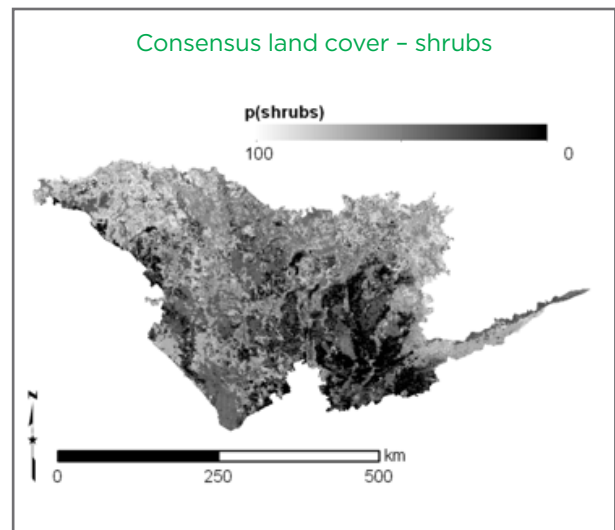 Consensus land cover – shrubs
p(shrubs)
100 0
N
km
0 250 500